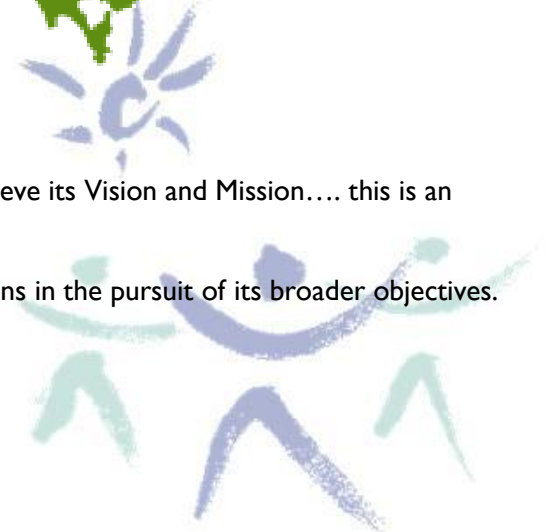 eve its Vision and Mission…. this is an
ns in the pursuit of its broader objectives.